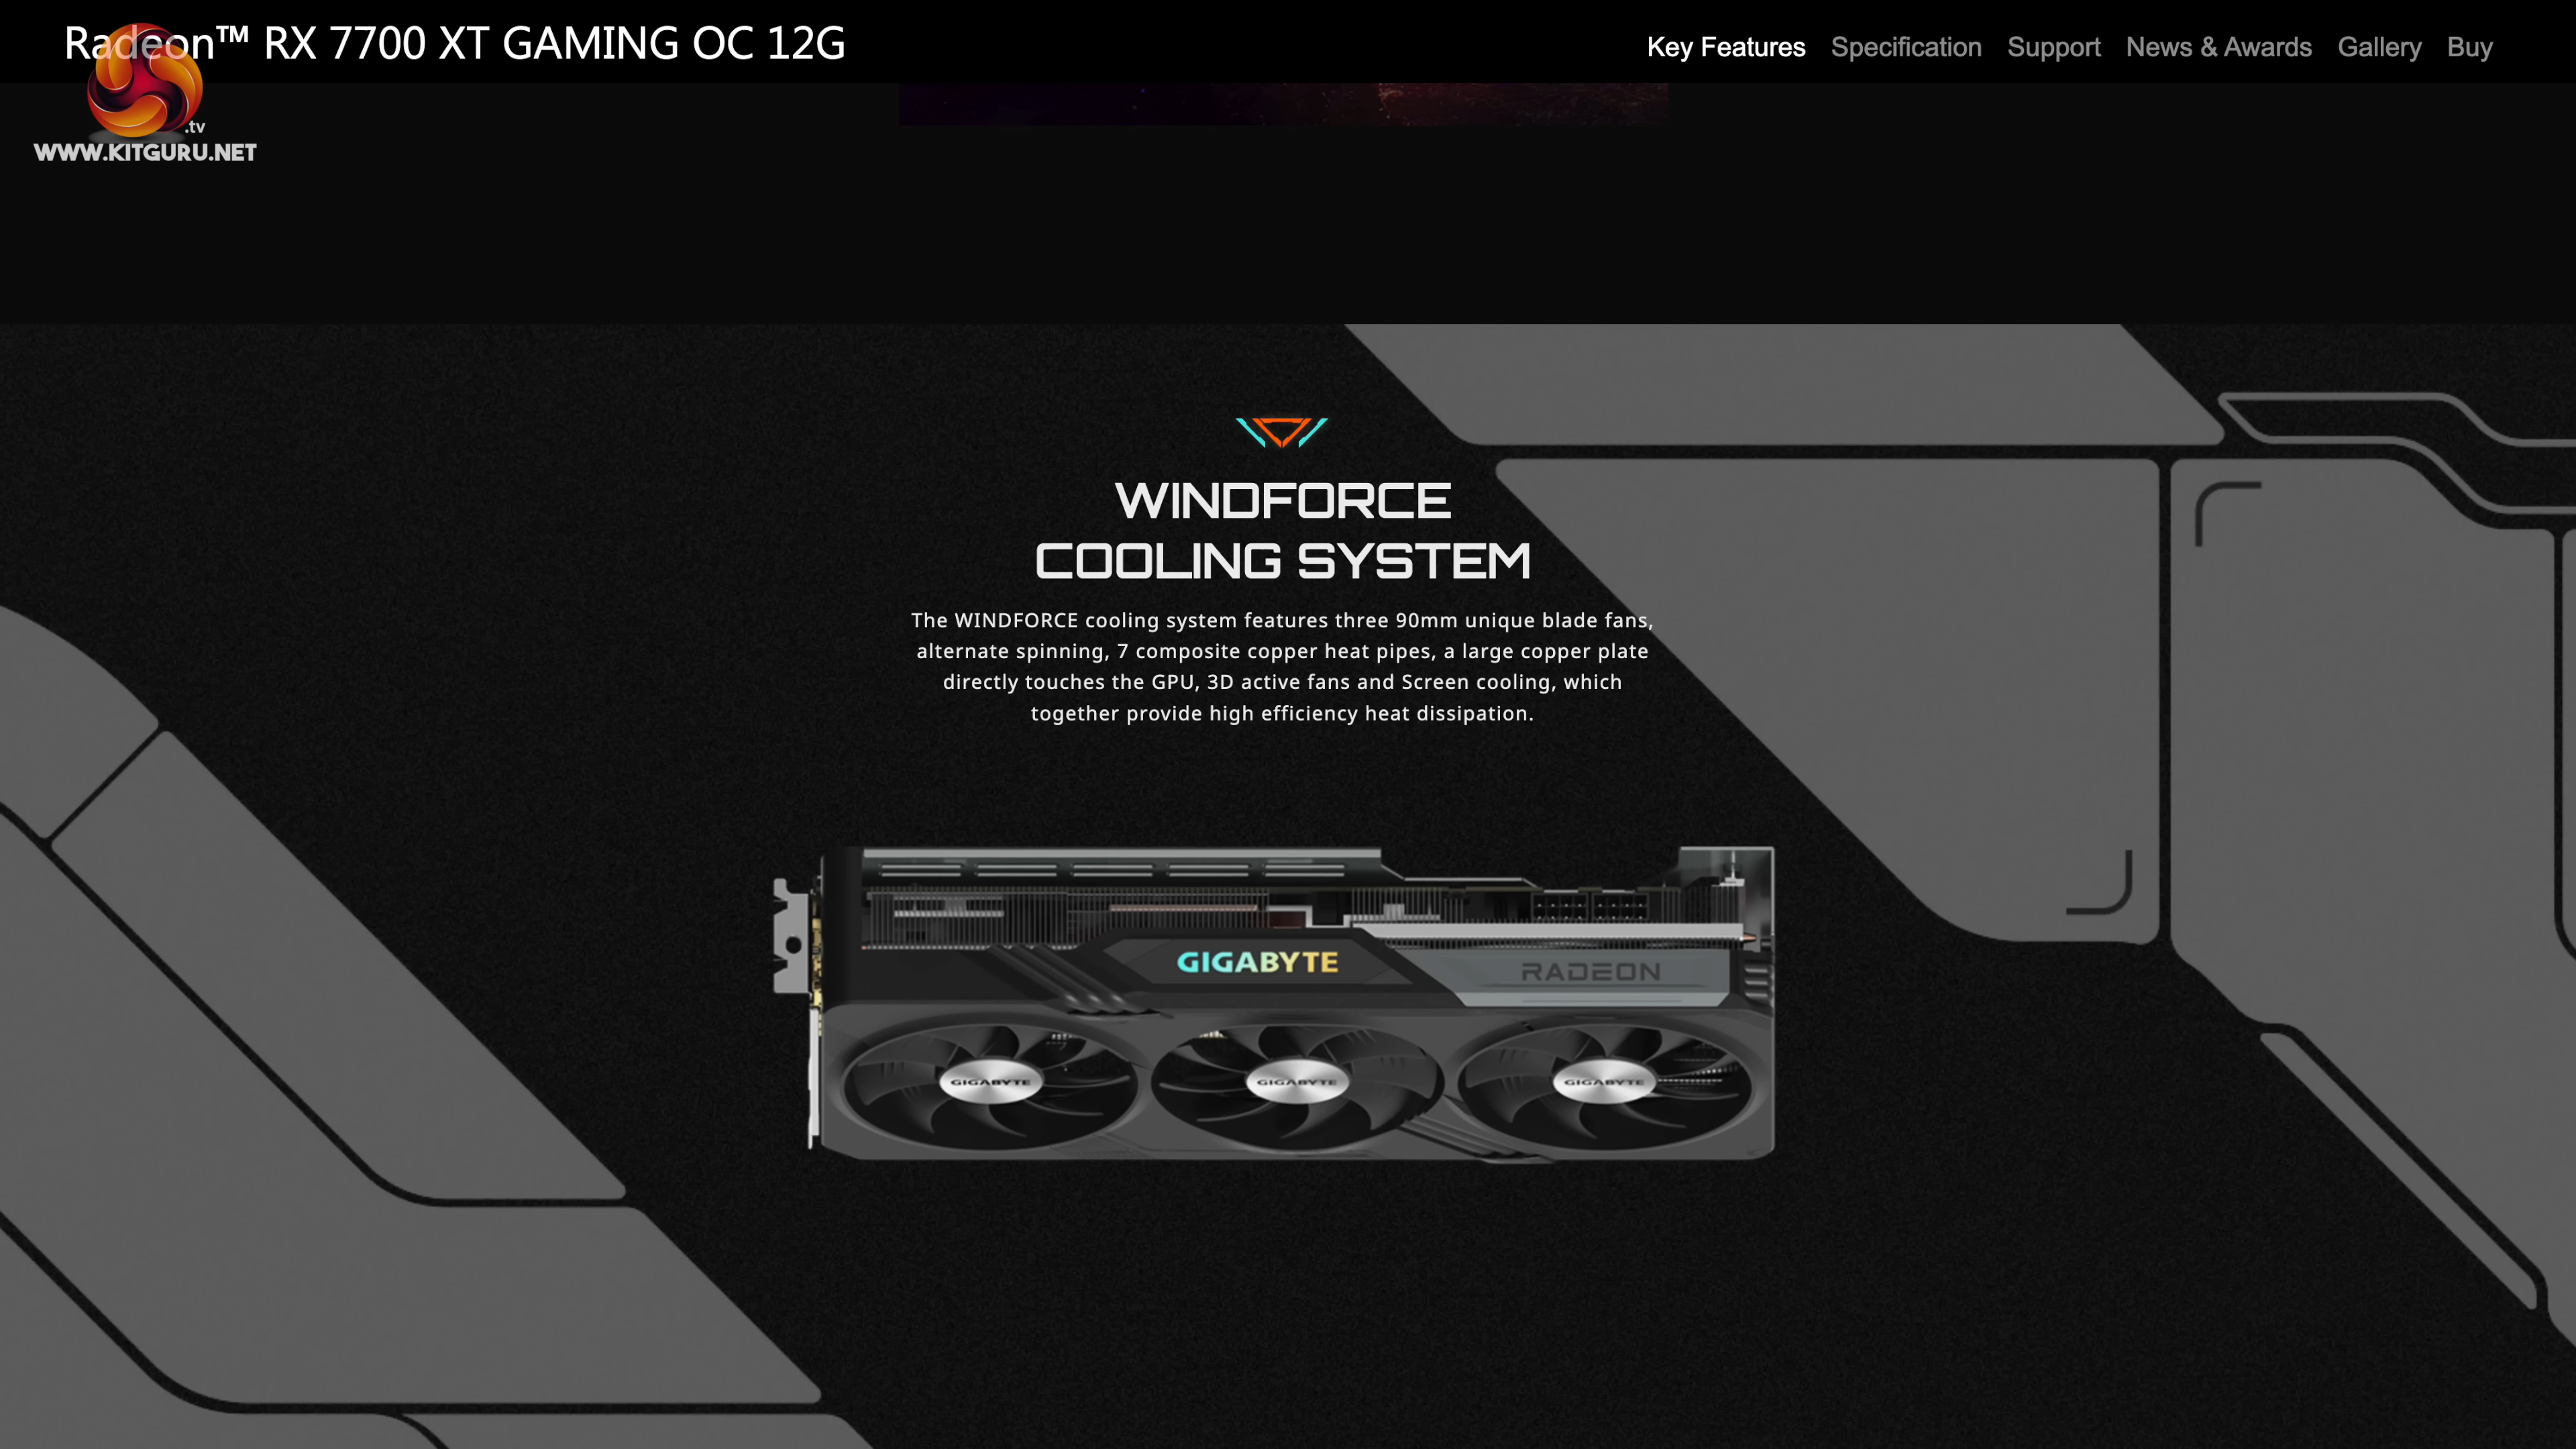 Radeon™ RX 7700 XT GAMING OC 12G
Key Features Specification Support News & Awards Gallery Buy
.tv
WWW.KITGURU.NET
WINDFORCE
COOLING SYSTEM
The WINDFORCE cooling system features three 90mm unique blade fans,
alternate spinning, 7 composite copper heat pipes, a large copper plate
directly touches the GPU, 3D active fans and Screen cooling, which
together provide high efficiency heat dissipation.
GIGABYTE
RADEON
GIGABYTE GIGABYTE GIGABYTE